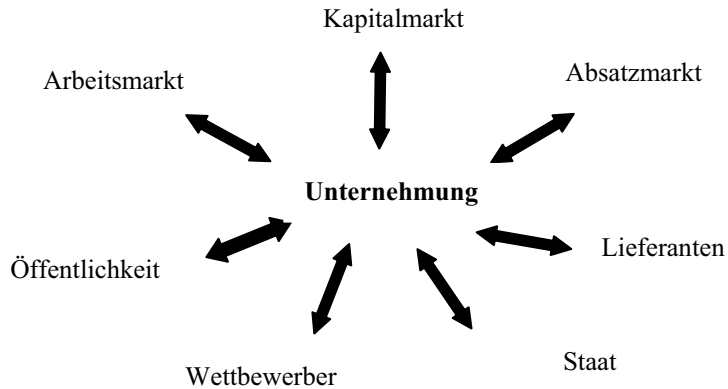 Kapitalmarkt
Arbeitsmarkt
Absatzmarkt
Unternehmung
Öffentlichkeit
Lieferanten
Wettbewerber
Staat